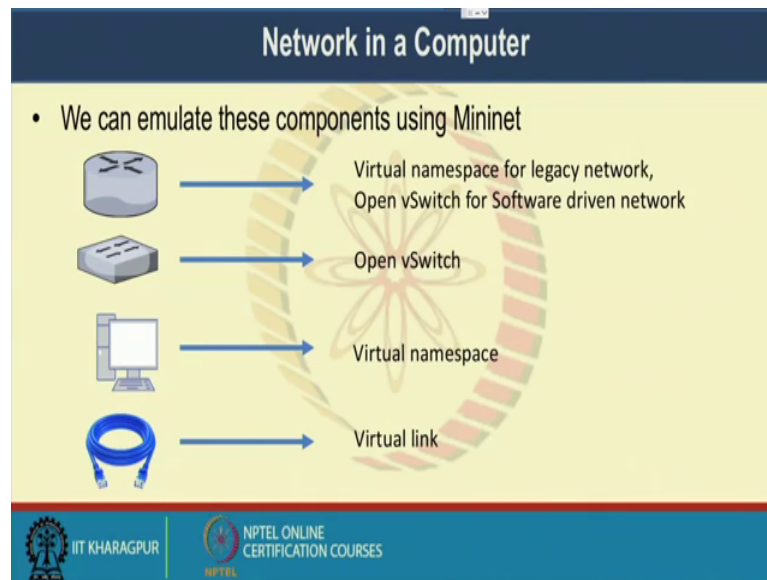 Network in a Computer
• We can emulate these components using Mininet
Virtual namespace for legacy network,
Open vSwitch for Software driven network
Open vSwitch
Virtual namespace
Virtual link
IIT KHARAGPUR
NPTEL
NPTEL ONLINE
CERTIFICATION COURSES